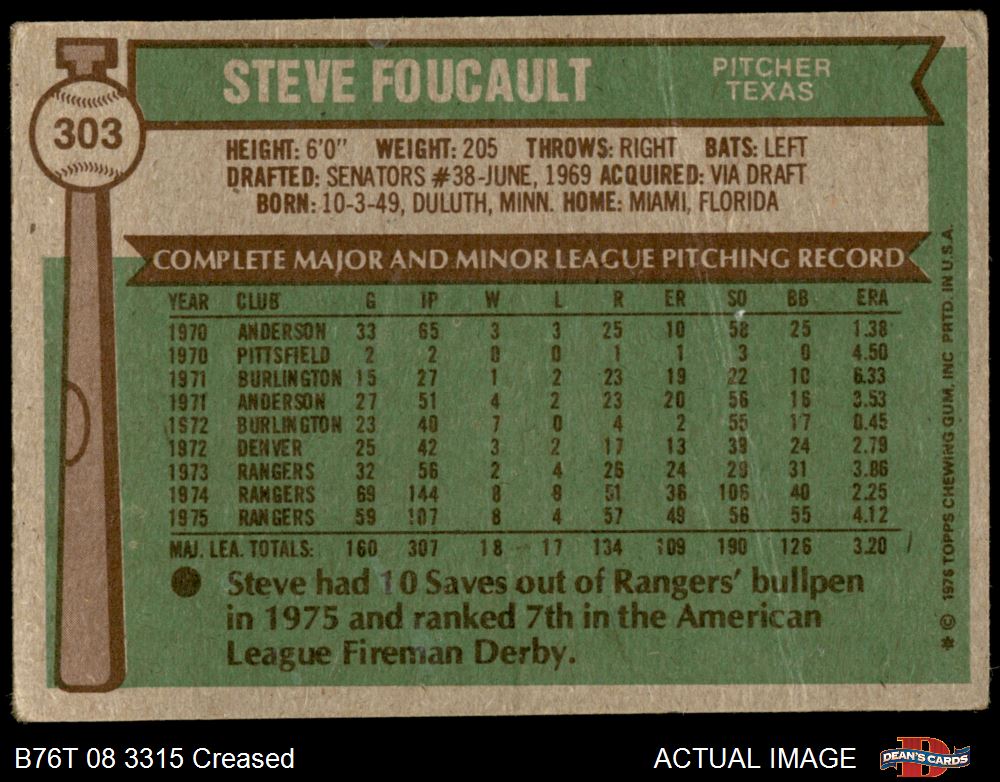 303
STEVE FOUCAULT
PITCHER
TEXAS
HEIGHT: 6'0" WEIGHT: 205 THROWS: RIGHT BATS: LEFT
DRAFTED: SENATORS #38-JUNE, 1969 ACQUIRED: VIA DRAFT
BORN: 10-3-49, DULUTH, MINN. HOME: MIAMI, FLORIDA
COMPLETE MAJOR AND MINOR LEAGUE PITCHING RECORD
YEAR CLUB G IP W L R ER SO BB ERA
1970 ANDERSON 33 65 3 3 25 10 58 25 1.38
1970 PITTSFIELD 2 2 0 0 1 1 3 0 4.50
1971 BURLINGTON 15 27 1 2 23 19 22 10 6.33
1971 ANDERSON 27 51 4 2 23 20 56 16 3.53
1972 BURLINGTON 23 40 7 0 4 2 55 17 0.45
1972 DENVER 25 42 3 2 17 13 39 24 2.79
1973 RANGERS 32 56 2 4 26 24 29 31 3.86
1974 RANGERS 69 144 8 8 51 36 106 40 2.25
1975 RANGERS 59 107 8 4 57 49 56 55 4.12
MAJ. LEA. TOTALS: 160 307 18 17 134 109 190 126 3.20
● Steve had 10 Saves out of Rangers' bullpen
in 1975 and ranked 7th in the American
League Fireman Derby.
* © 1976 TOPPS CHEWING GUM, INC PRTD. IN U.S.A.
B76T 08 3315 Creased
ACTUAL IMAGE
DEAN'S CARDS